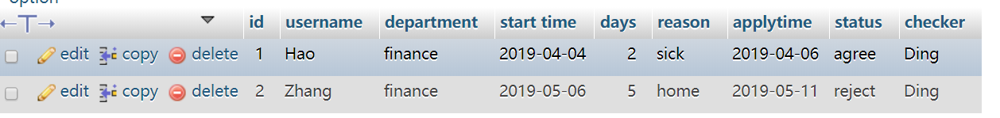 option
←T→ id username department start time days reason applytime status checker
edit copy delete 1 Hao finance 2019-04-04 2 sick 2019-04-06 agree Ding
edit copy delete 2 Zhang finance 2019-05-06 5 home 2019-05-11 reject Ding